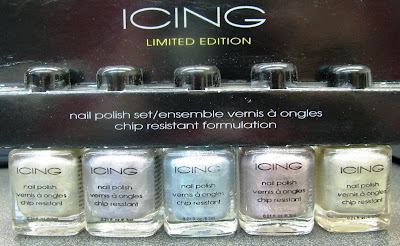 ICING
LIMITED EDITION
nail polish set/ensemble vernis à ongles
chip resistant formulation
ICING
nail polish
vernis à ongles
chip resistant
ICING
nail polish
vernis à ongles
chip resistant
ICING
nail polish
vernis à ongles
chip resistant
ICING
nail polish
vernis à ongles
chip resistant
ICING
nail polish
vernis à ongles
chip resistant